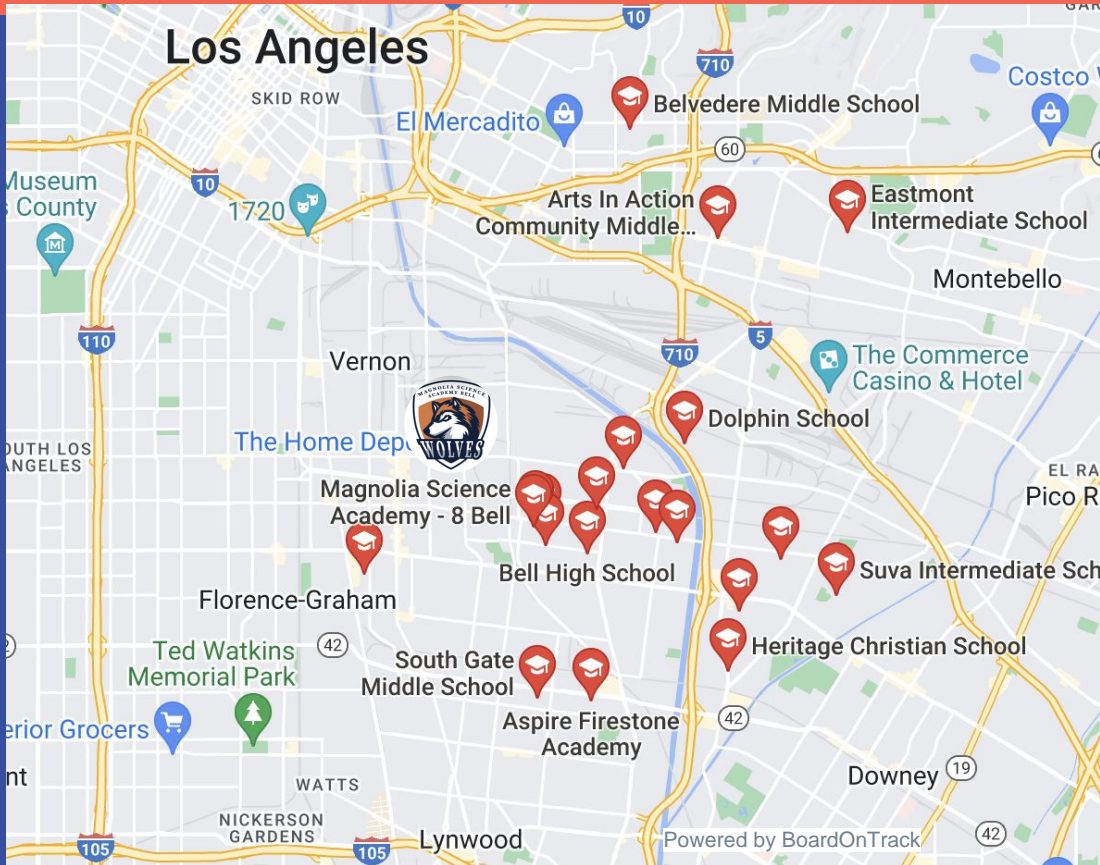 GAR
10
Los Angeles
710
SKID ROW
Costco W
El Mercadito
Belvedere Middle School
60
Museum
s County
10
1720
Arts In Action
Community Middle...
Eastmont
Intermediate School
M
Montebello
110
5
710
Vernon
The Commerce
Casino & Hotel
MAGNOLIA SCIENCE
ACADEMY BELL
WOLVES
Dolphin School
The Home Dep
OUTH LOS
ANGELES
EL RA
Pico R
Magnolia Science
Academy - 8 Bell
Bell High School
Suva Intermediate Sch
Florence-Graham
42
Ted Watkins
Memorial Park
South Gate
Middle School
Heritage Christian School
erior Grocers
Aspire Firestone
Academy
42
nt
WATTS
Downey
19
NICKERSON
GARDENS
Lynwood
Powered by BoardOnTrack
42
105
105